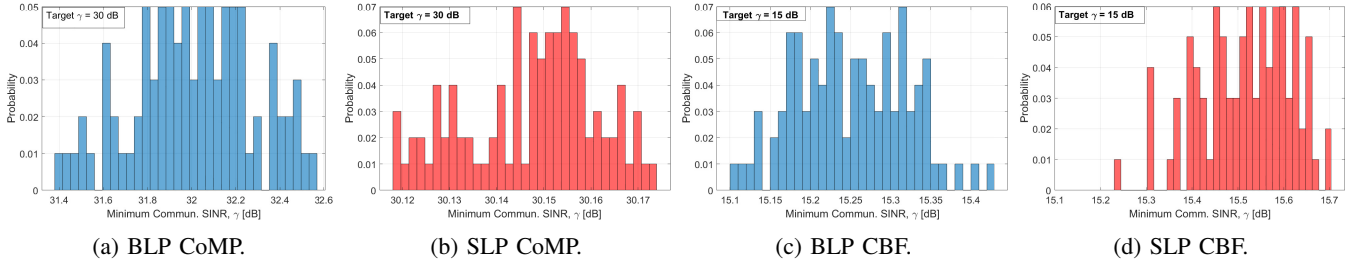 Target γ = 30 dB
Probability
0.05
0.04
0.03
0.02
0.01
0
31.4 31.6 31.8 32 32.2 32.4 32.6
Minimum Commun. SINR, γ [dB]
(a) BLP CoMP.
Target γ = 30 dB
Probability
0.07
0.06
0.05
0.04
0.03
0.02
0.01
0
30.12 30.13 30.14 30.15 30.16 30.17
Minimum Commun. SINR, γ [dB]
(b) SLP CoMP.
Target γ = 15 dB
Probability
0.07
0.06
0.05
0.04
0.03
0.02
0.01
0
15.1 15.15 15.2 15.25 15.3 15.35 15.4
Minimum Commun. SINR, γ [dB]
(c) BLP CBF.
Target γ = 15 dB
Probability
0.06
0.05
0.04
0.03
0.02
0.01
0
15.1 15.2 15.3 15.4 15.5 15.6 15.7
Minimum Comm. SINR, γ [dB]
(d) SLP CBF.